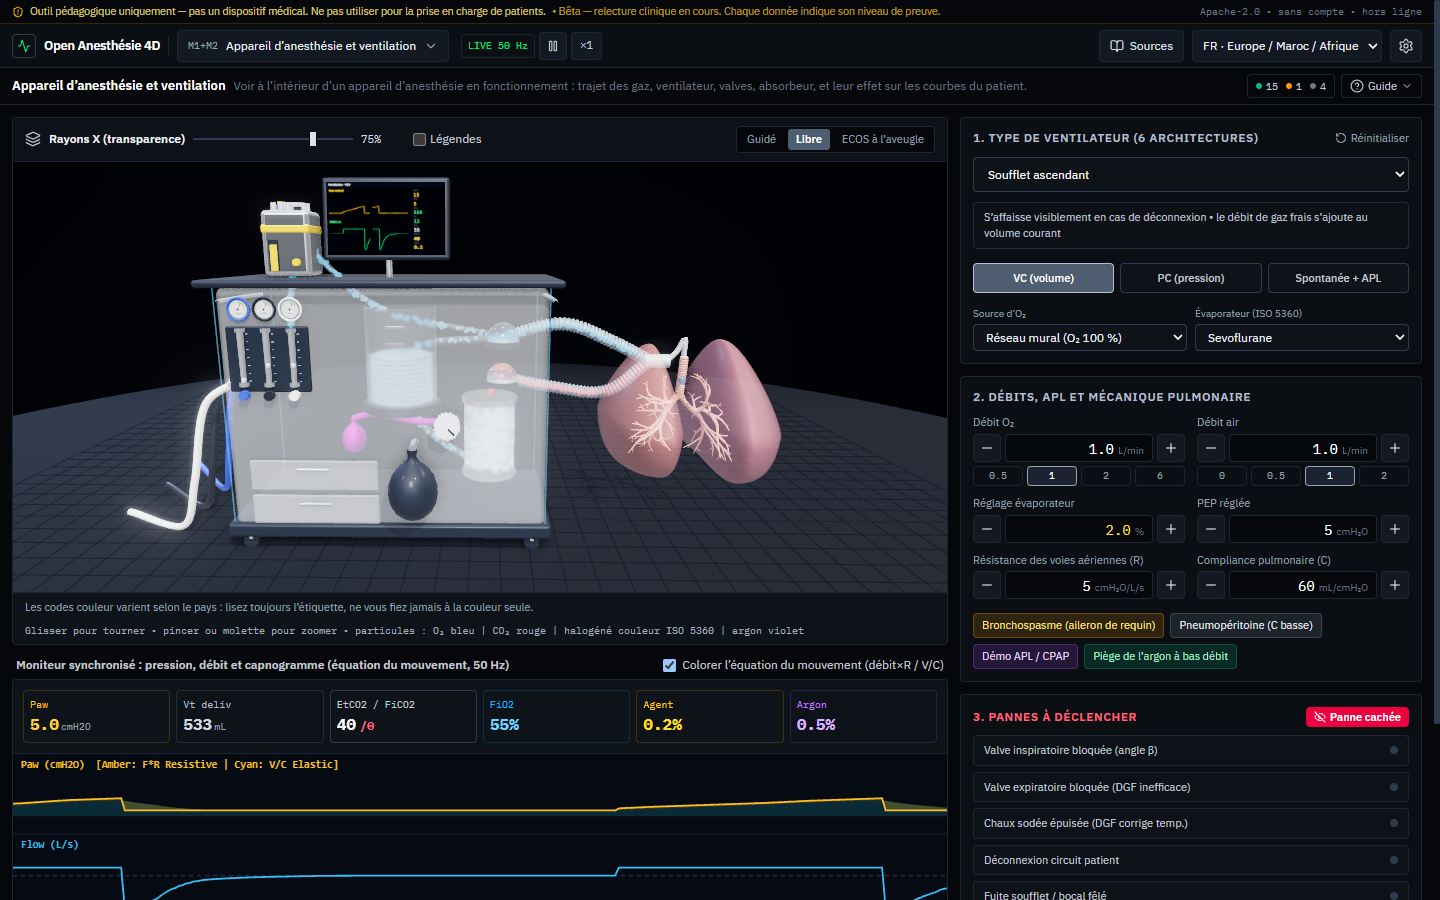 Outil pédagogique uniquement — pas un dispositif médical. Ne pas utiliser pour la prise en charge de patients. • Bêta — relecture clinique en cours. Chaque donnée indique son niveau de preuve.
Apache-2.0 • sans compte • hors ligne
Open Anesthésie 4D
M1+M2 Appareil d’anesthésie et ventilation
LIVE 50 Hz
×1
Sources
FR · Europe / Maroc / Afrique
Appareil d’anesthésie et ventilation
Voir à l’intérieur d’un appareil d’anesthésie en fonctionnement : trajet des gaz, ventilateur, valves, absorbeur, et leur effet sur les courbes du patient.
15 1 4
Guide
Rayons X (transparence)
75%
Légendes
Guidé
Libre
ECOS à l’aveugle
Les codes couleur varient selon le pays : lisez toujours l’étiquette, ne vous fiez jamais à la couleur seule.
Glisser pour tourner • pincer ou molette pour zoomer • particules : O₂ bleu | CO₂ rouge | halogéné couleur ISO 5360 | argon violet
Moniteur synchronisé : pression, débit et capnogramme (équation du mouvement, 50 Hz)
Colorer l’équation du mouvement (débit×R / V/C)
Paw
5.0 cmH2O
Vt deliv
533 mL
EtCO2 / FiCO2
40 /0
FiO2
55%
Agent
0.2%
Argon
0.5%
Paw (cmH2O) [Amber: F*R Resistive | Cyan: V/C Elastic]
Flow (L/s)
1. TYPE DE VENTILATEUR (6 ARCHITECTURES)
Réinitialiser
Soufflet ascendant
S’affaisse visiblement en cas de déconnexion • le débit de gaz frais s’ajoute au
volume courant
VC (volume)
PC (pression)
Spontanée + APL
Source d’O₂
Évaporateur (ISO 5360)
Réseau mural (O₂ 100 %)
Sevoflurane
2. DÉBITS, APL ET MÉCANIQUE PULMONAIRE
Débit O₂
Débit air
− 1.0 L/min +
− 1.0 L/min +
0.5 1 2 6
0 0.5 1 2
Réglage évaporateur
PEP réglée
− 2.0 % +
− 5 cmH₂O +
Résistance des voies aériennes (R)
Compliance pulmonaire (C)
− 5 cmH₂O/L/s +
− 60 mL/cmH₂O +
Bronchospasme (aileron de requin)
Pneumopéritoine (C basse)
Démo APL / CPAP
Piège de l’argon à bas débit
3. PANNES À DÉCLENCHER
Panne cachée
Valve inspiratoire bloquée (angle β)
Valve expiratoire bloquée (DGF inefficace)
Chaux sodée épuisée (DGF corrige temp.)
Déconnexion circuit patient
Fuite soufflet / bocal fêlé